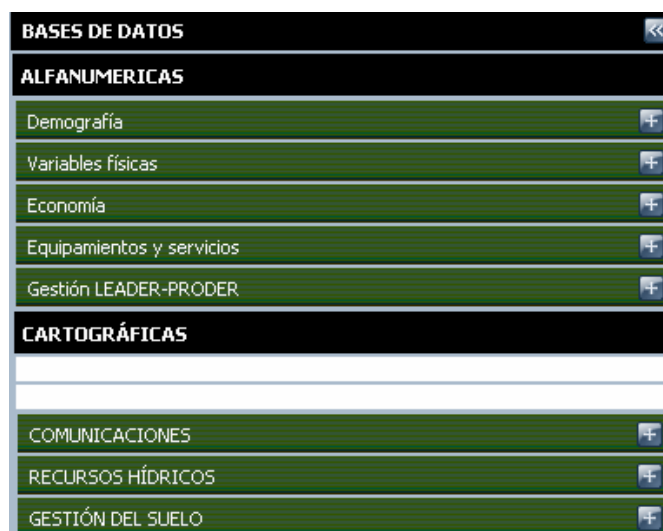 BASES DE DATOS
ALFANUMERICAS
Demografía
Variables físicas
Economía
Equipamientos y servicios
Gestión LEADER-PRODER
CARTOGRÁFICAS
COMUNICACIONES
RECURSOS HÍDRICOS
GESTIÓN DEL SUELO